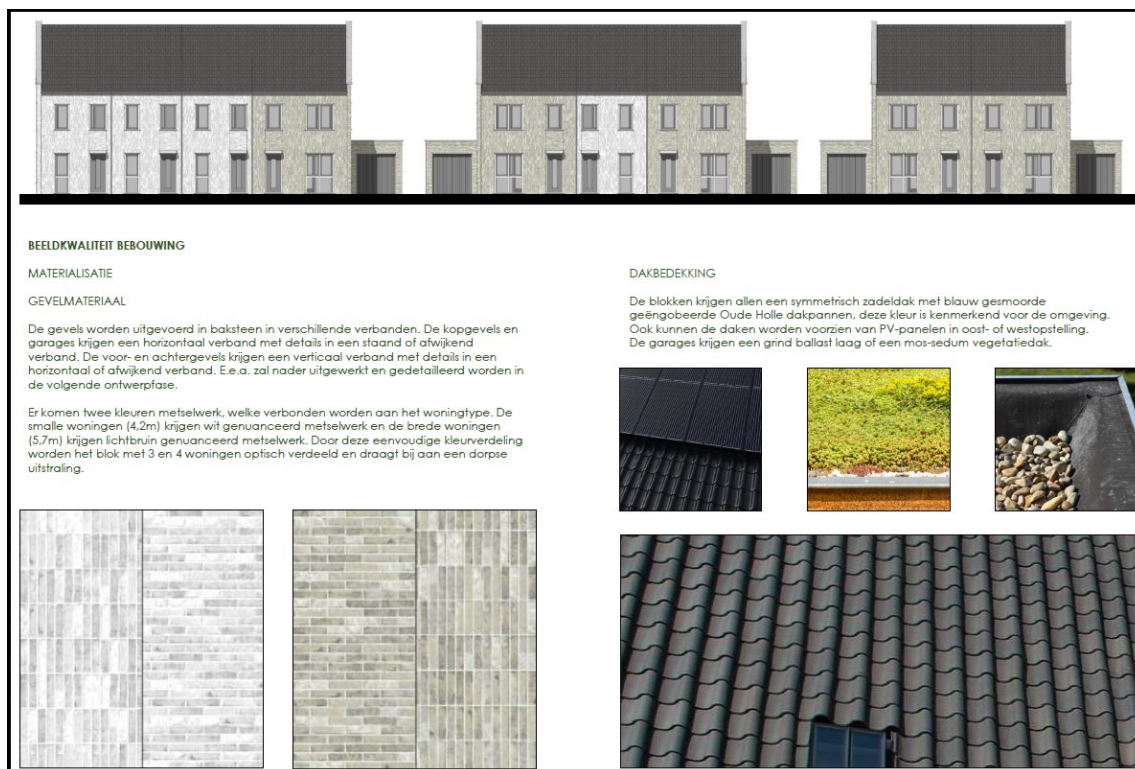 BEELDKWALITEIT BEBOUWING
MATERIALISATIE
GEVELMATERIAAL
De gevels worden uitgevoerd in baksteen in verschillende verbanden. De kopgevels en
garages krijgen een horizontaal verband met details in een staand of afwijkend
verband. De voor- en achtergevels krijgen een verticaal verband met details in een
horizontaal of afwijkend verband. E.e.a. zal nader uitgewerkt en gedetailleerd worden in
de volgende ontwerpfase.
Er komen twee kleuren metselwerk, welke verbonden worden aan het woningtype. De
smalle woningen (4,2m) krijgen wit genuanceerd metselwerk en de brede woningen
(5,7m) krijgen lichtbruin genuanceerd metselwerk. Door deze eenvoudige kleurverdeling
worden het blok met 3 en 4 woningen optisch verdeeld en draagt bij aan een dorpse
uitstraling.
DAKBEDEKKING
De blokken krijgen allen een symmetrisch zadeldak met blauw gesmoorde
geëngobeerde Oude Holle dakpannen, deze kleur is kenmerkend voor de omgeving.
Ook kunnen de daken worden voorzien van PV-panelen in oost- of westopstelling.
De garages krijgen een grind ballast laag of een mos-sedum vegetatiedak.